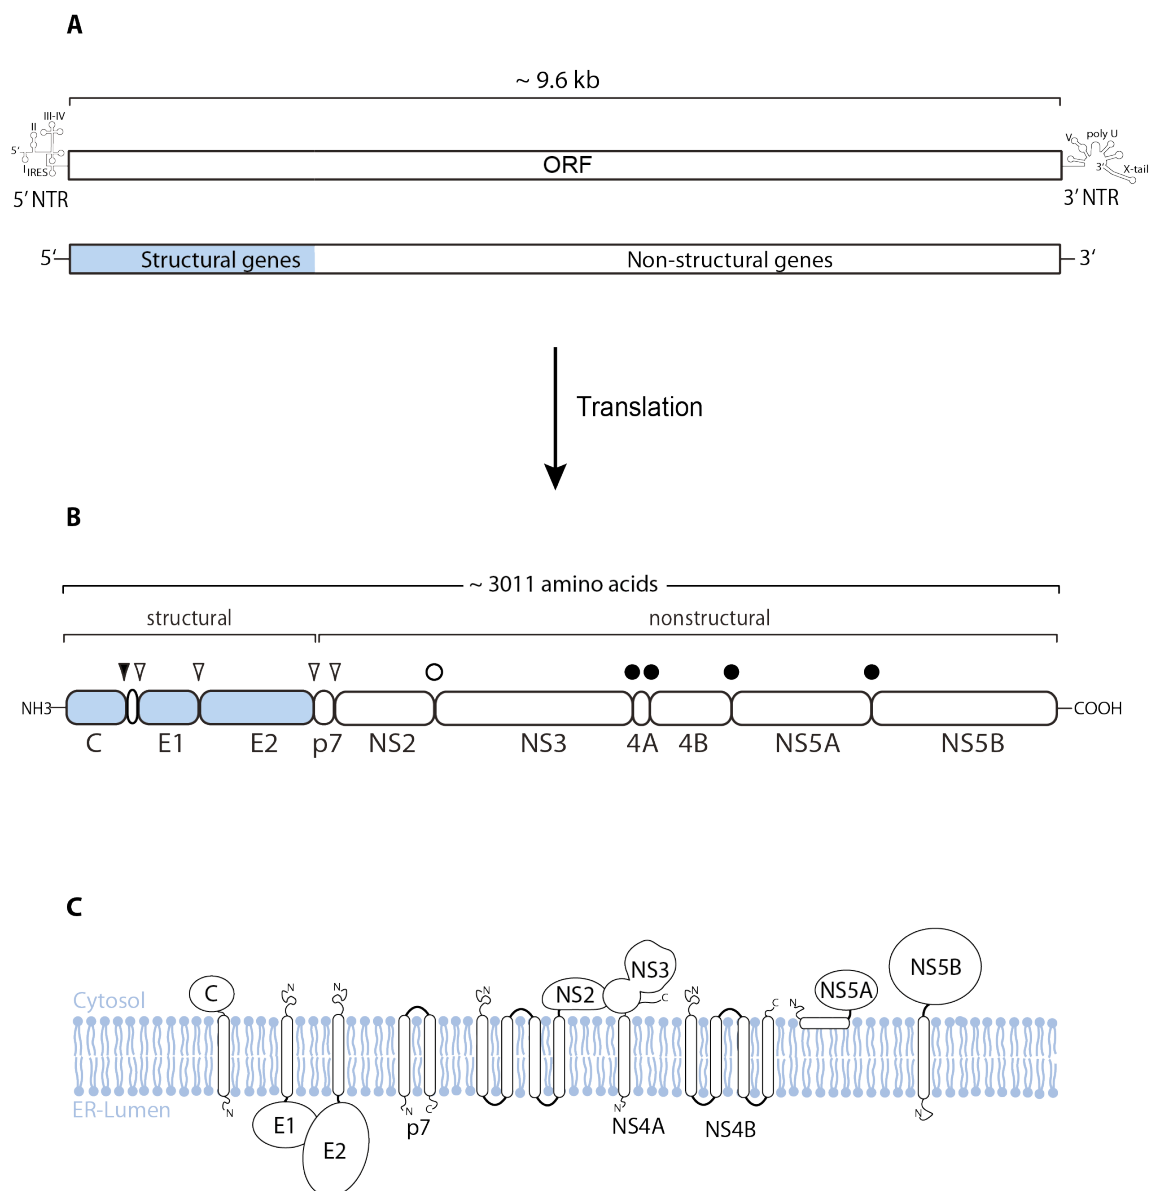 A
~ 9.6 kb
III-IV
II
5'
I
IRES
ORF
V
poly U
3'
X-tail
5' NTR
3' NTR
5'
Structural genes
Non-structural genes
3'
Translation
B
~ 3011 amino acids
structural
nonstructural
NH3
COOH
C
E1
E2
p7
NS2
NS3
4A
4B
NS5A
NS5B
C
Cytosol
C
N
N
N
NS2
NS3
C
N
C
N
NS5A
NS5B
ER-Lumen
N
E1
E2
N
C
p7
N
NS4A
NS4B
N